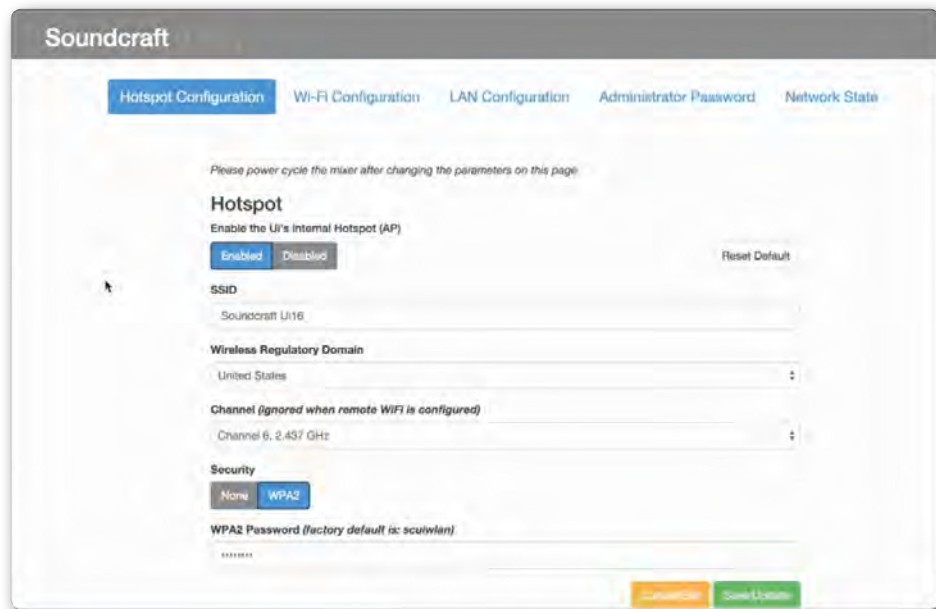 Soundcraft
Hotspot Configuration Wi-Fi Configuration LAN Configuration Administrator Password Network State
Please power cycle the mixer after changing the parameters on this page
Hotspot
Enable the Ui's Internal Hotspot (AP)
Enabled Disabled Reset Default
SSID
Soundcraft Ui16
Wireless Regulatory Domain
United States
Channel (ignored when remote WiFi is configured)
Channel 6, 2.437 GHz
Security
None WPA2
WPA2 Password (factory default is: scuiwlan)
********
Save/Update